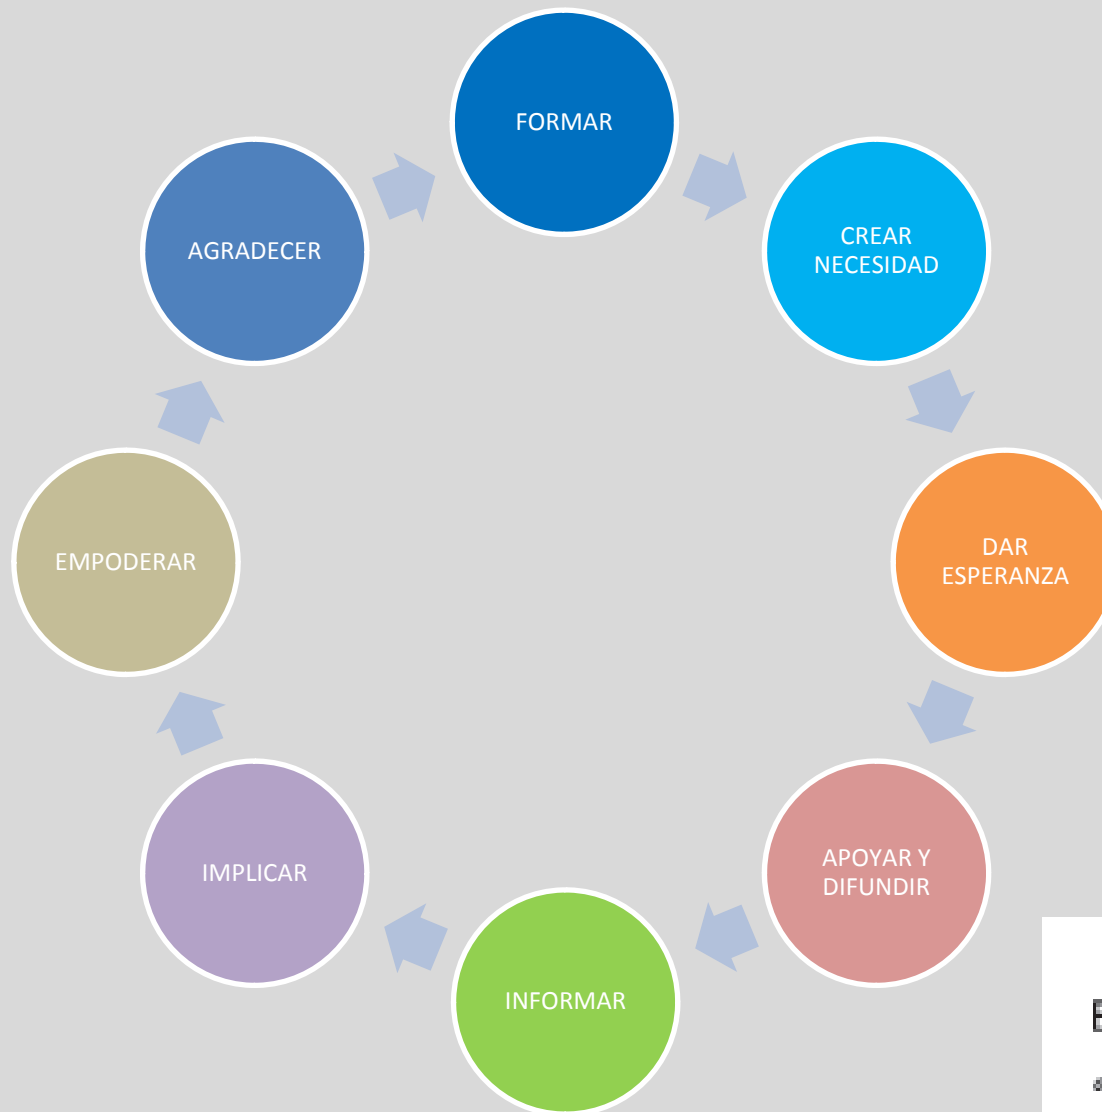 FORMAR
CREAR
NECESIDAD
DAR
ESPERANZA
APOYAR Y
DIFUNDIR
INFORMAR
IMPLICAR
EMPODERAR
AGRADECER